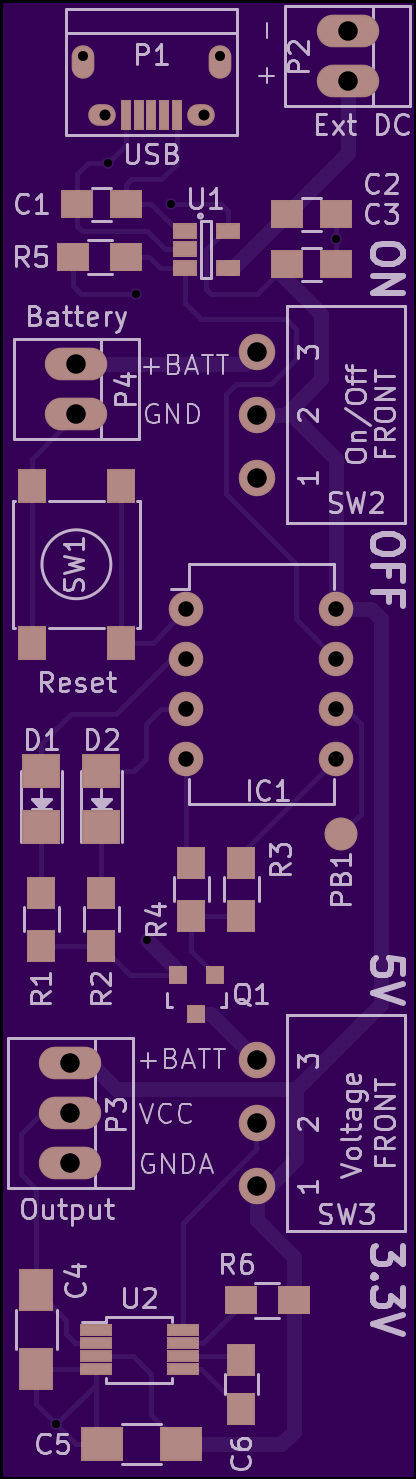 P1
P2
-
+
Ext DC
USB
C1
U1
C2
C3
R5
ON
Battery
P4
+BATT
GND
3
2
1
On/Off
FRONT
SW2
SW1
OFF
Reset
D1 D2
IC1
R3
PB1
R4
R1 R2
5V
Q1
P3
+BATT
VCC
GNDA
3
2
1
Voltage
FRONT
SW3
Output
3.3V
R6
C4
U2
C5
C6